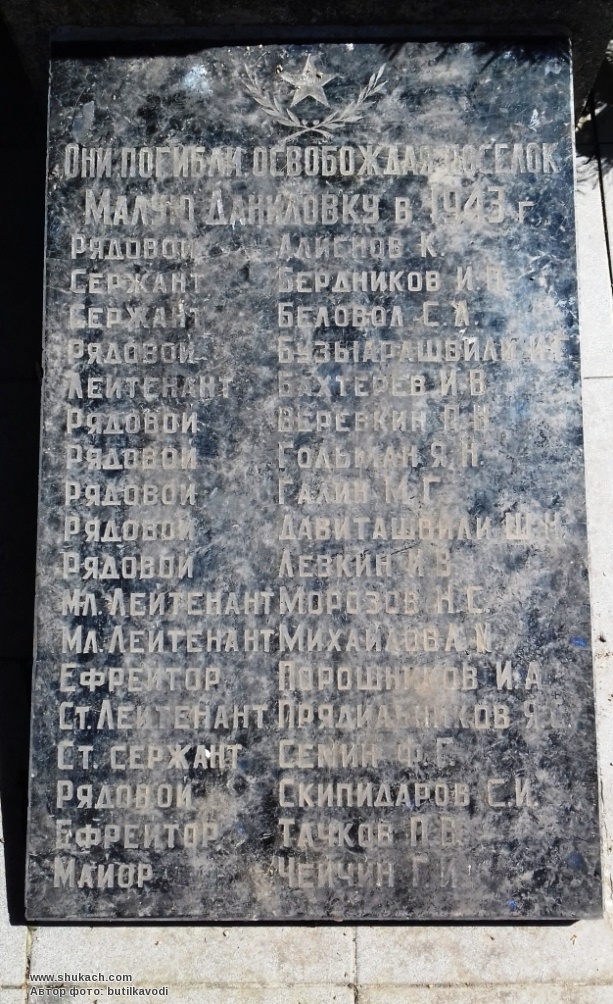 Они погибли освобождая поселок
Малую Даниловку в 1943 г
Рядовой Алиснов К.
Сержант Бердников И.
Сержант Беловол С.А.
Рядовой
Лейтенант Бахтерев И.В
Рядовой Веревкин
Рядовой Гольман Я.Н.
Рядовой Галин М.Г
Рядовой Давиташвили
Рядовой Левкин И.В
Мл. Лейтенант Морозов Н.С.
Мл. Лейтенант
Ефрейтор Порошников И.А
Ст. Лейтенант
Ст. сержант Семин Ф.Г.
Рядовой Скипидаров С.И.
Ефрейтор Тачков П.В.
Майор Чейчин Г.И
www.shukach.com
Автор фото: butilkavodi